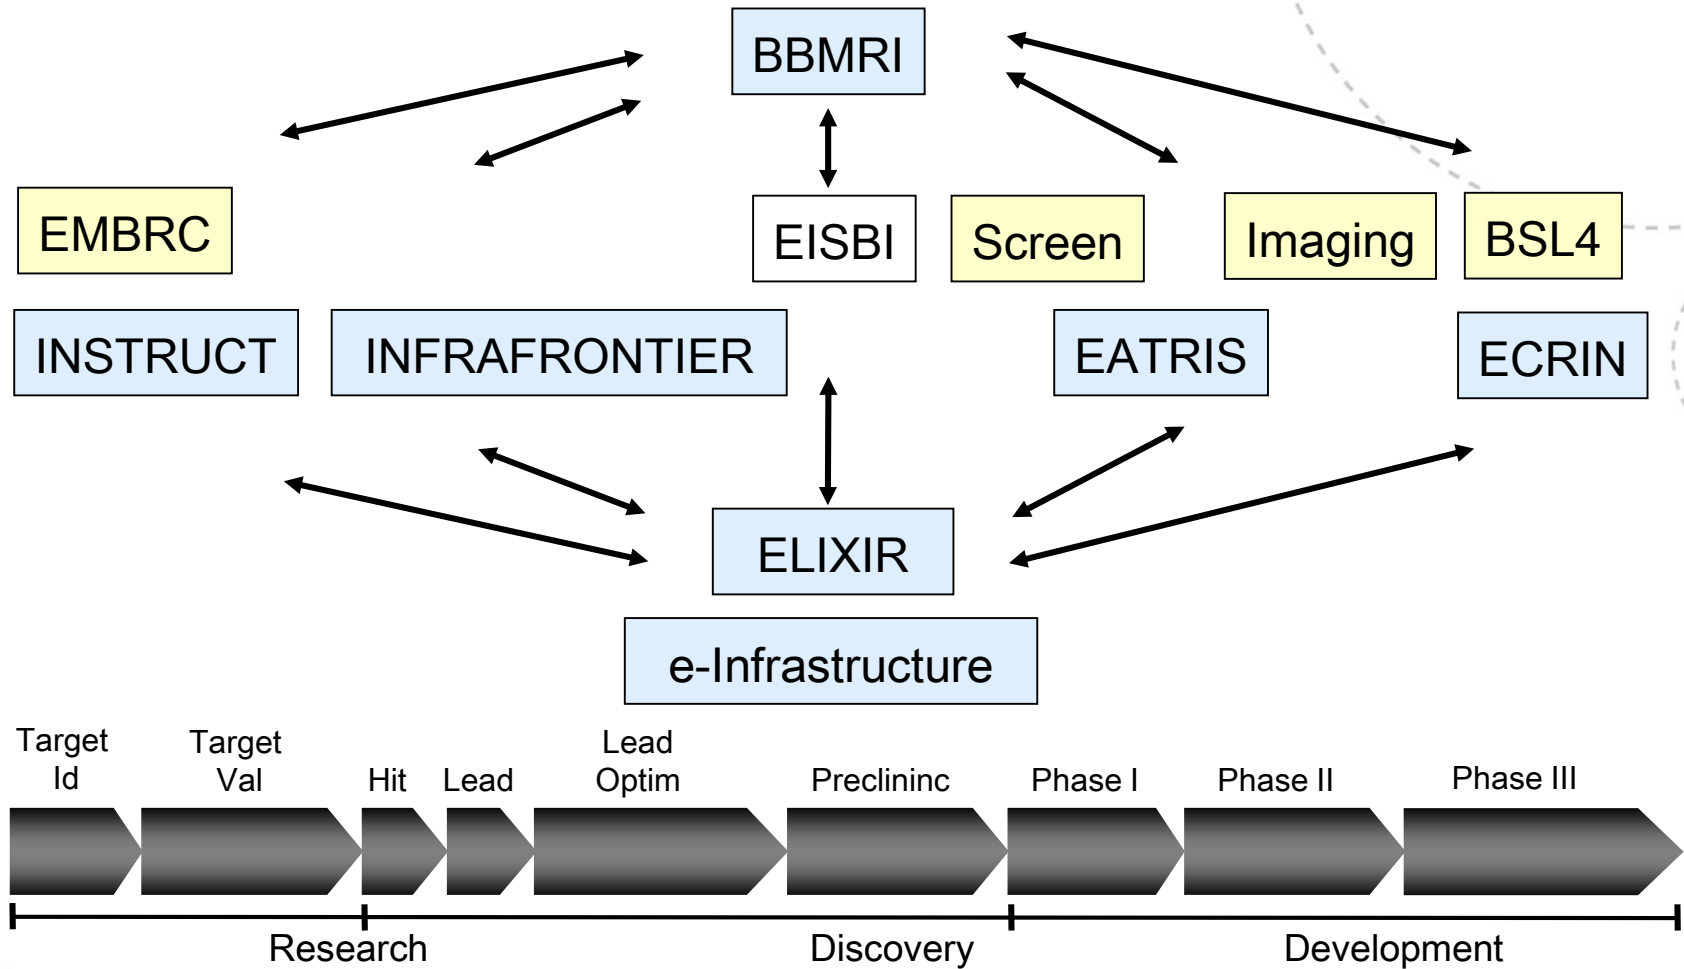 BBMRI
EMBRC
EISBI
Screen
Imaging
BSL4
INSTRUCT
INFRAFRONTIER
EATRIS
ECRIN
ELIXIR
e-Infrastructure
Target
Id
Target
Val
Hit
Lead
Lead
Optim
Preclininc
Phase I
Phase II
Phase III
Research
Discovery
Development